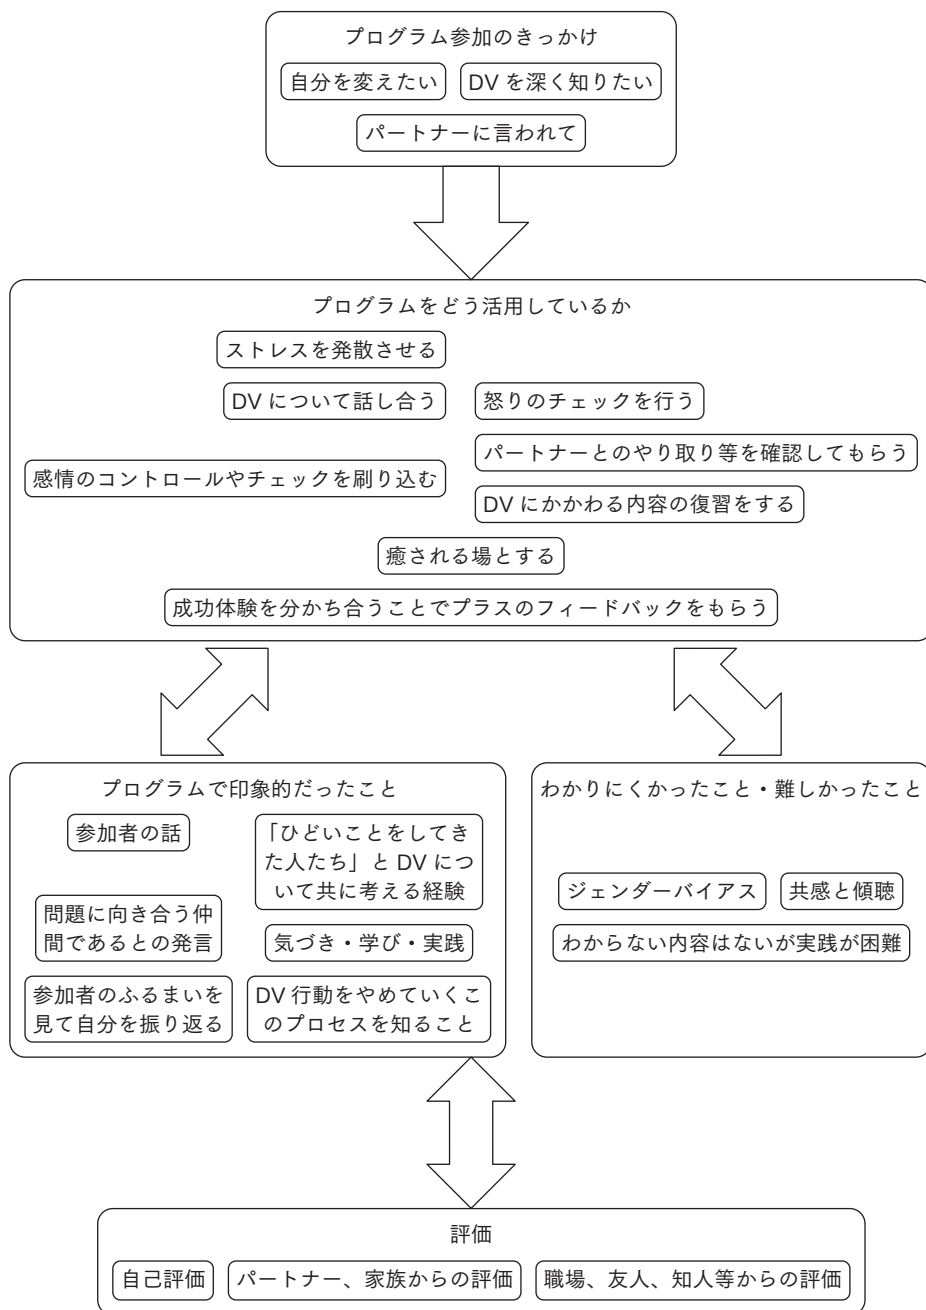 プログラム参加のきっかけ
自分を変えたい
DV を深く知りたい
パートナーに言われて
プログラムをどう活用しているか
ストレスを発散させる
DV について話し合う
怒りのチェックを行う
パートナーとのやり取り等を確認してもらう
感情のコントロールやチェックを刷り込む
DV にかかわる内容の復習をする
癒される場とする
成功体験を分かち合うことでプラスのフィードバックをもらう
プログラムで印象的だったこと
参加者の話
「ひどいことをしてき
た人たち」と DV につ
いて共に考える経験
問題に向き合う仲
間であるとの発言
気づき・学び・実践
参加者のふるまいを
見て自分を振り返る
DV 行動をやめていくこ
のプロセスを知ること
わかりにくかったこと・難しかったこと
ジェンダーバイアス
共感と傾聴
わからない内容はないが実践が困難
評価
自己評価
パートナー、家族からの評価
職場、友人、知人等からの評価